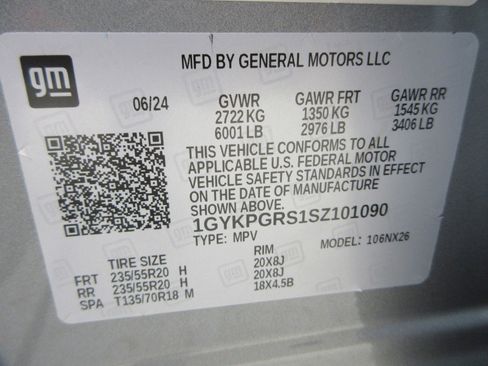 gm
MFD BY GENERAL MOTORS LLC
06/24 GVWR GAWR FRT GAWR RR
2722 KG 1350 KG 1545 KG
6001 LB 2976 LB 3406 LB
THIS VEHICLE CONFORMS TO ALL
APPLICABLE U.S. FEDERAL MOTOR
VEHICLE SAFETY STANDARDS IN EFFECT
ON THE DATE OF MANUFACTURE
SHOWN ABOVE.
1GYKPGRS1SZ101090
TYPE: MPV MODEL: 106NX26
TIRE SIZE RIM
FRT 235/55R20 H 20X8J
RR 235/55R20 H 20X8J
SPA T135/70R18 M 18X4.5B